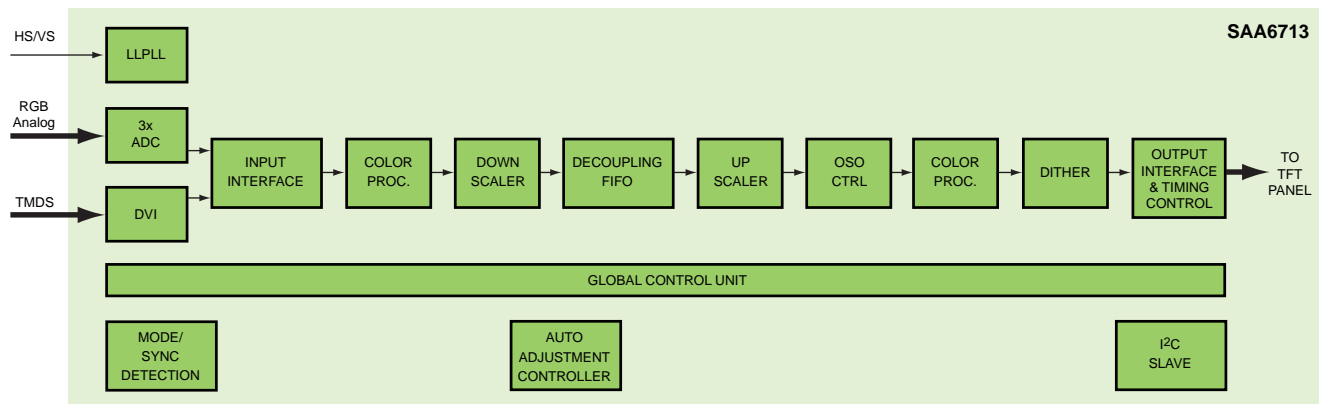 SAA6713
HS/VS
LLPLL
RGB
Analog
3x
ADC
TMDS
DVI
INPUT
INTERFACE
COLOR
PROC.
DOWN
SCALER
DECOUPLING
FIFO
UP
SCALER
OSO
CTRL
COLOR
PROC.
DITHER
OUTPUT
INTERFACE
& TIMING
CONTROL
TO
TFT
PANEL
GLOBAL CONTROL UNIT
MODE/
SYNC
DETECTION
AUTO
ADJUSTMENT
CONTROLLER
I²C
SLAVE